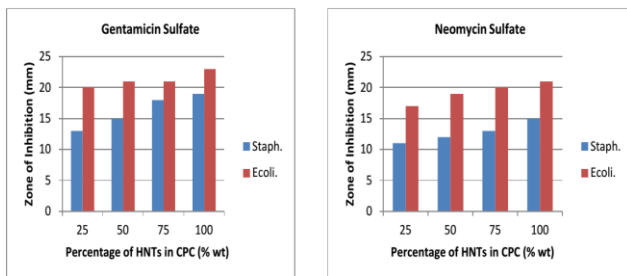 Gentamicin Sulfate
Zone of Inhibition (mm)
25
20
15
10
5
0
25 50 75 100
Percentage of HNTs in CPC (% wt)
Staph.
Ecoli.
Neomycin Sulfate
Zone of Inhibition (mm)
25
20
15
10
5
0
25 50 75 100
Percentage of HNTs in CPC (% wt)
Staph.
Ecoli.